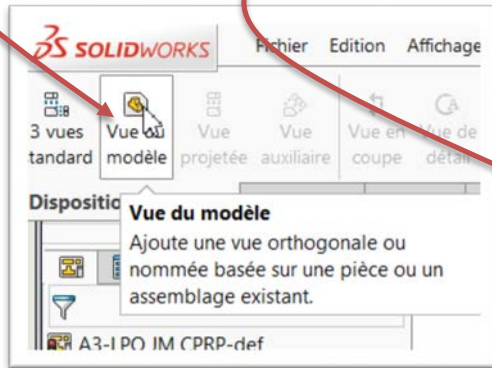 SOLIDWORKS Fichier Edition Affichage
3 vues Vue du Vue Vue Vue en Vue de
tandard modèle projetée auxiliaire coupe détail
Dispositio
Vue du modèle
Ajoute une vue orthogonale ou
nommée basée sur une pièce ou un
assemblage existant.
A3-LPO JM CPRP-def